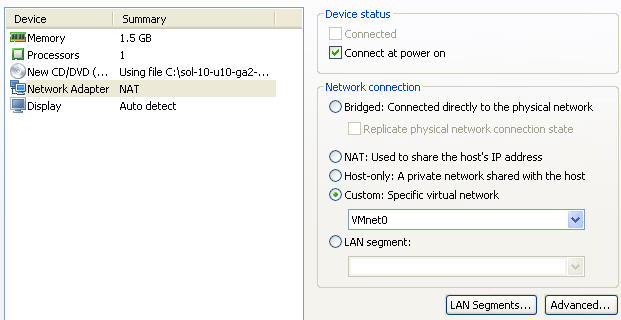 Device Summary
Memory 1.5 GB
Processors 1
New CD/DVD (... Using file C:\sol-10-u10-ga2-...
Network Adapter NAT
Display Auto detect
Device status
Connected
Connect at power on
Network connection
Bridged: Connected directly to the physical network
Replicate physical network connection state
NAT: Used to share the host's IP address
Host-only: A private network shared with the host
Custom: Specific virtual network
VMnet0
LAN segment:
LAN Segments... Advanced...